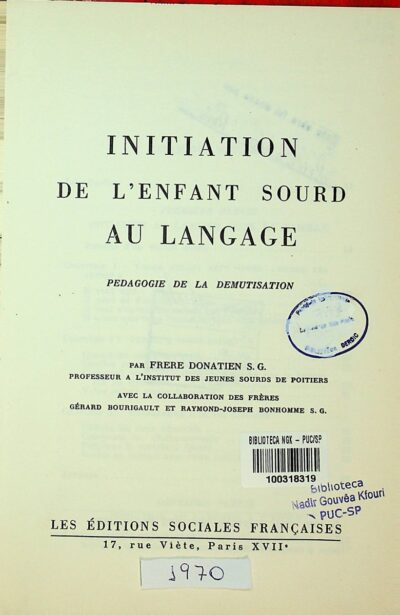 INITIATION
DE L'ENFANT SOURD
AU LANGAGE
PEDAGOGIE DE LA DEMUTISATION
PAR FRERE DONATIEN S. G.
PROFESSEUR A L'INSTITUT DES JEUNES SOURDS DE POITIERS
AVEC LA COLLABORATION DES FRÈRES
GÉRARD BOURIGAULT ET RAYMOND-JOSEPH BONHOMME S. G.
BIBLIOTECA NGK - PUC/SP
100318319
Biblioteca
Nadir Gouvêa Kfouri
PUC-SP
LES ÉDITIONS SOCIALES FRANÇAISES
17, rue Viète, Paris XVIIe
1970